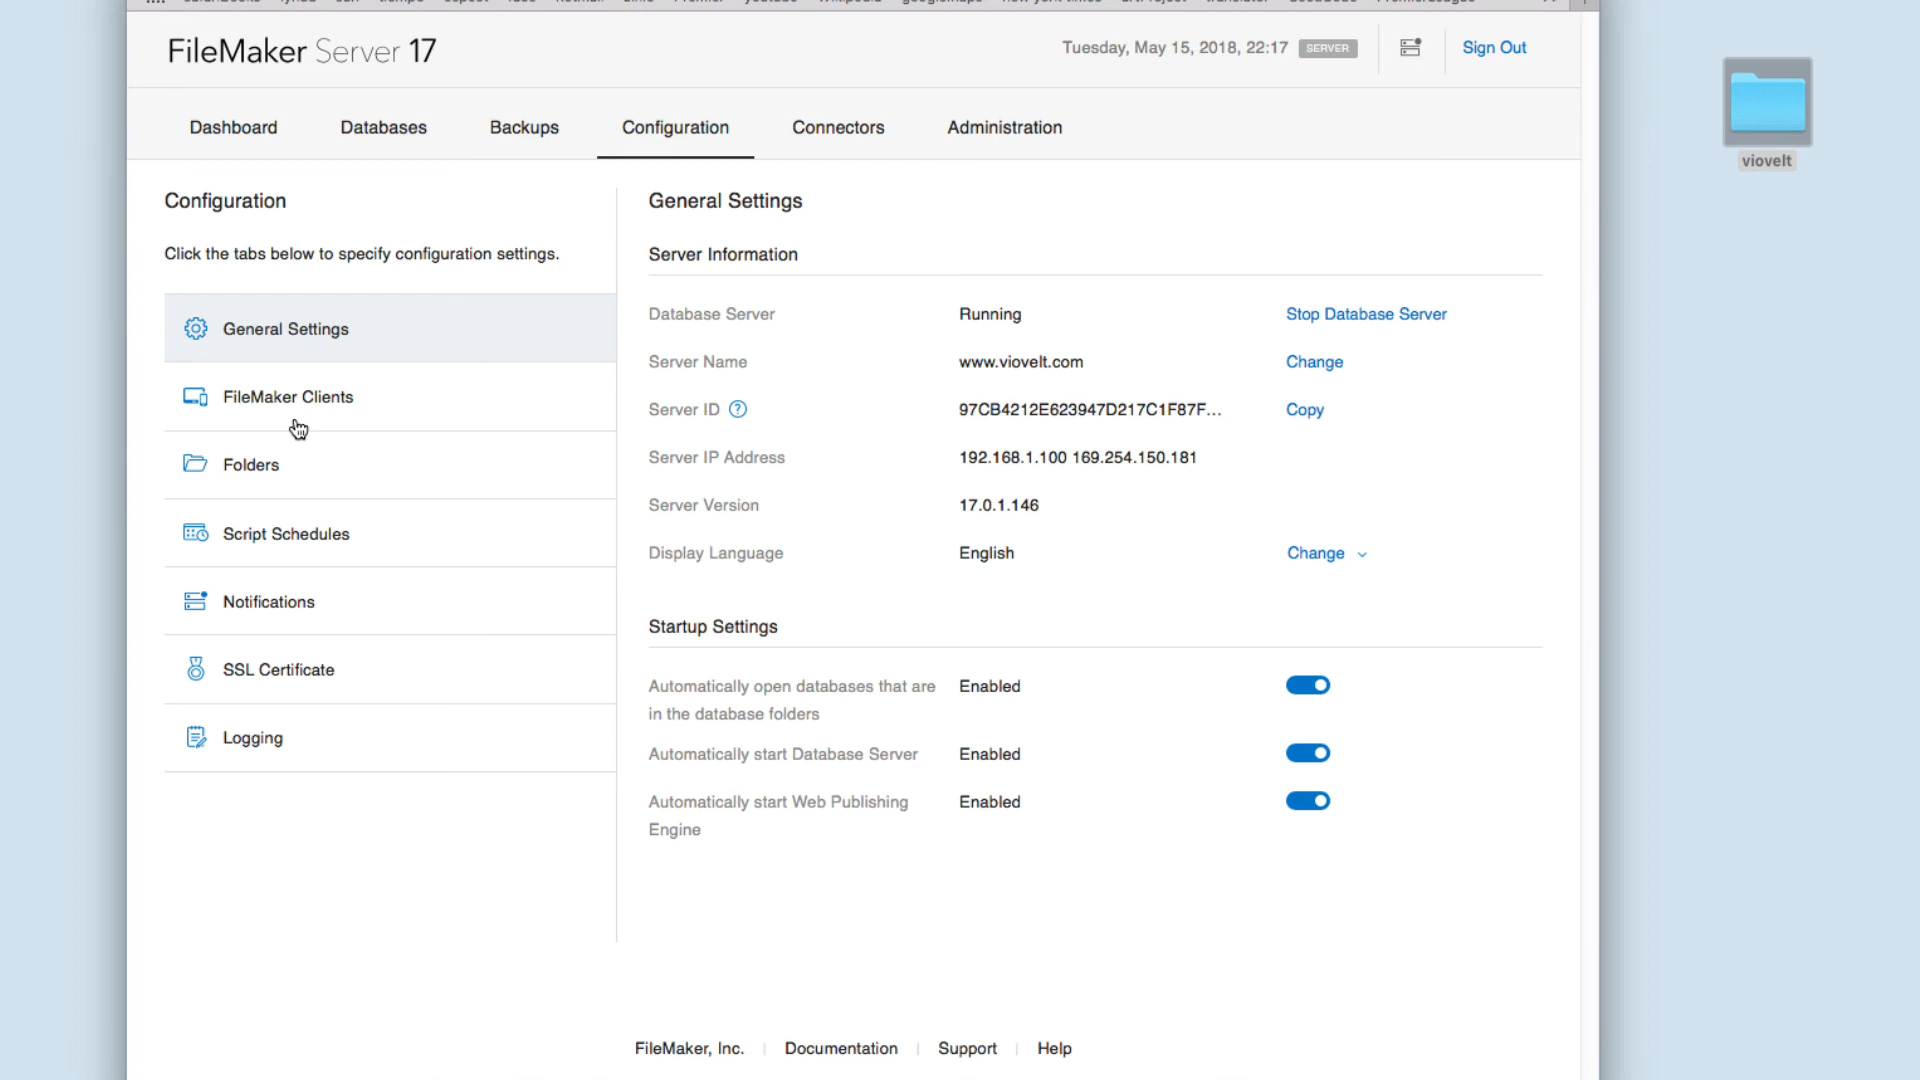 FileMaker Server 17
Tuesday, May 15, 2018, 22:17 SERVER Sign Out
Dashboard Databases Backups Configuration Connectors Administration
Configuration
Click the tabs below to specify configuration settings.
General Settings
FileMaker Clients
Folders
Script Schedules
Notifications
SSL Certificate
Logging
General Settings
Server Information
Database Server Running Stop Database Server
Server Name www.viovelt.com Change
Server ID ? 97CB4212E623947D217C1F87F... Copy
Server IP Address 192.168.1.100 169.254.150.181
Server Version 17.0.1.146
Display Language English Change
Startup Settings
Automatically open databases that are Enabled
in the database folders
Automatically start Database Server Enabled
Automatically start Web Publishing Enabled
Engine
FileMaker, Inc. | Documentation | Support | Help
viovelt